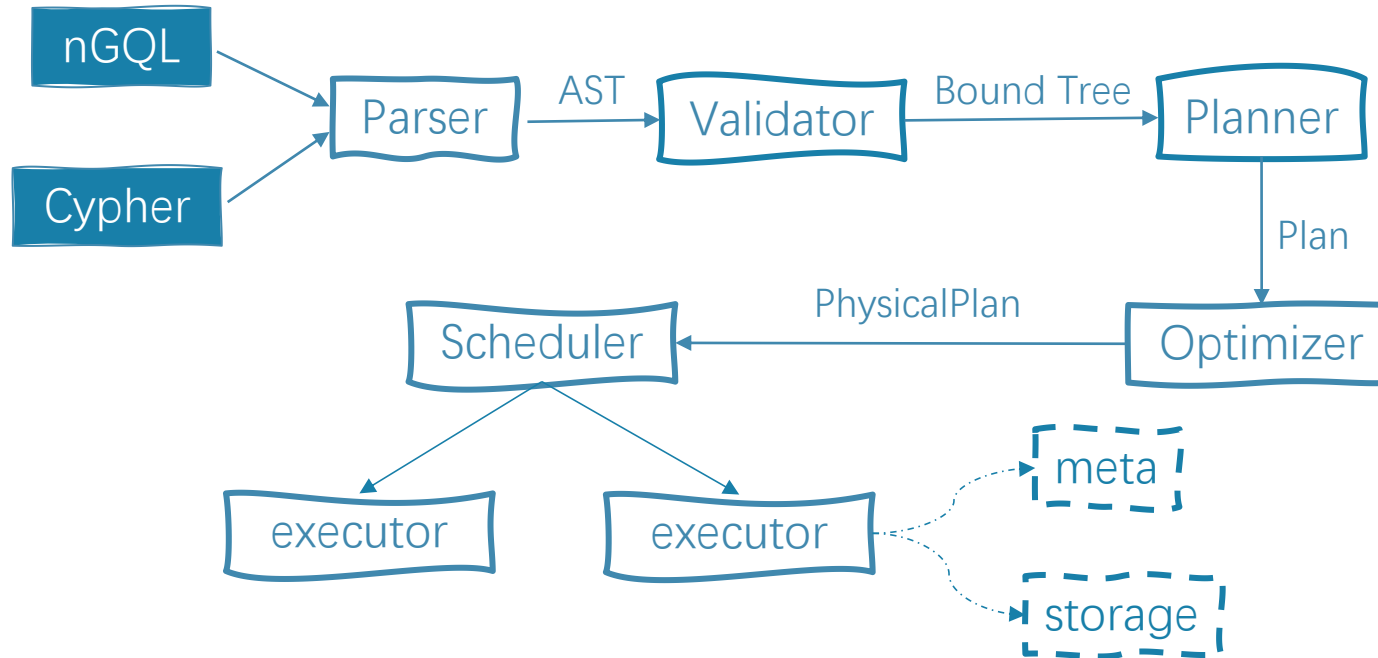 nGQL
Cypher
Parser
AST
Validator
Bound Tree
Planner
Plan
Optimizer
PhysicalPlan
Scheduler
executor
executor
meta
storage